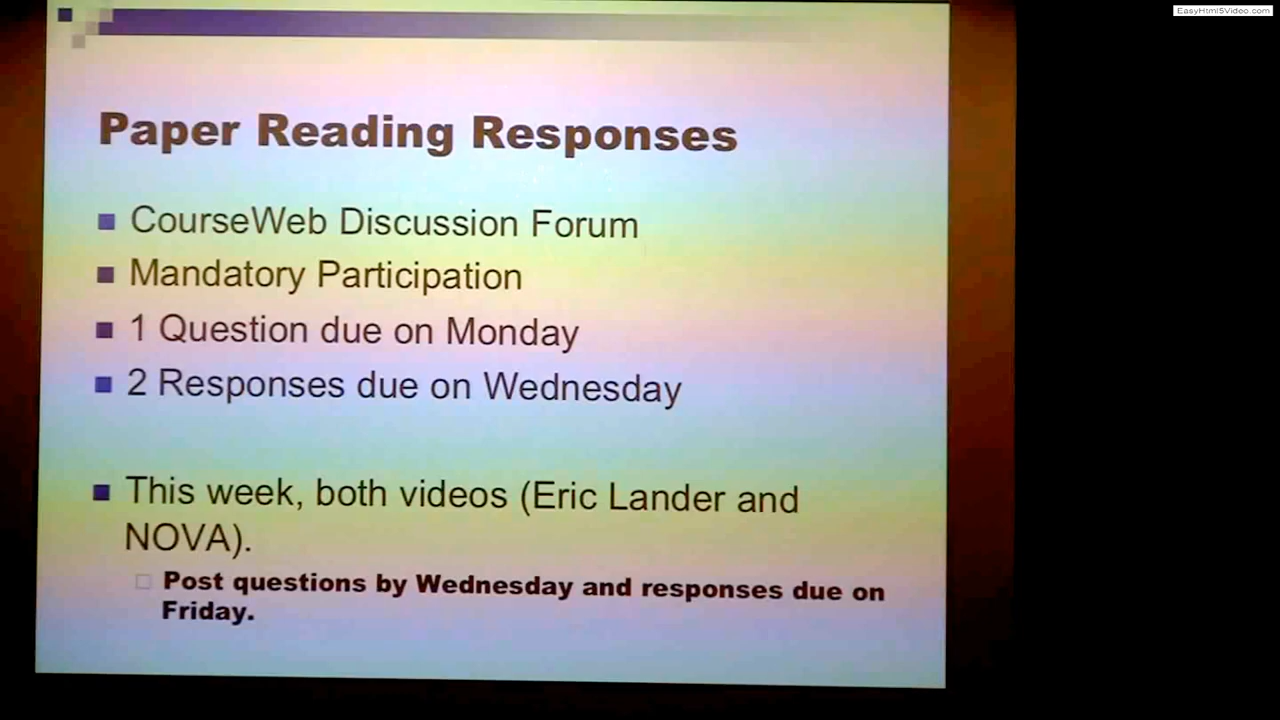 EasyHtml5Video.com
Paper Reading Responses
CourseWeb Discussion Forum
Mandatory Participation
1 Question due on Monday
2 Responses due on Wednesday
This week, both videos (Eric Lander and
NOVA).
Post questions by Wednesday and responses due on
Friday.